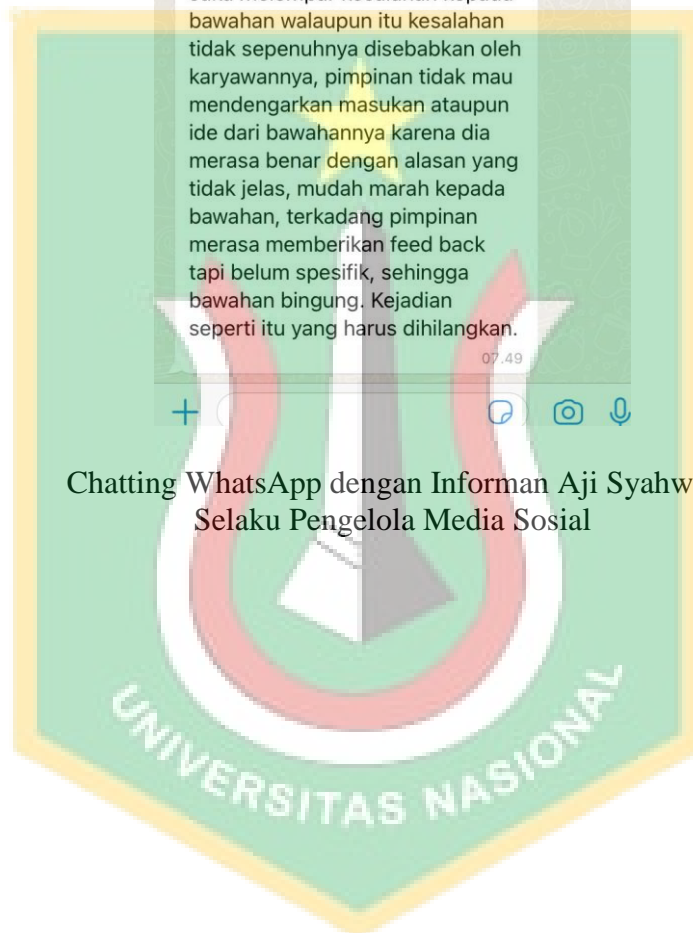 bawahan walaupun itu kesalahan
tidak sepenuhnya disebabkan oleh
karyawannya, pimpinan tidak mau
mendengarkan masukan ataupun
ide dari bawahannya karena dia
merasa benar dengan alasan yang
tidak jelas, mudah marah kepada
bawahan, terkadang pimpinan
merasa memberikan feed back
tapi belum spesifik, sehingga
bawahan bingung. Kejadian
seperti itu yang harus dihilangkan.
07.49
Chatting WhatsApp dengan Informan Aji Syahw
Selaku Pengelola Media Sosial
UNIVERSITAS NASIONAL